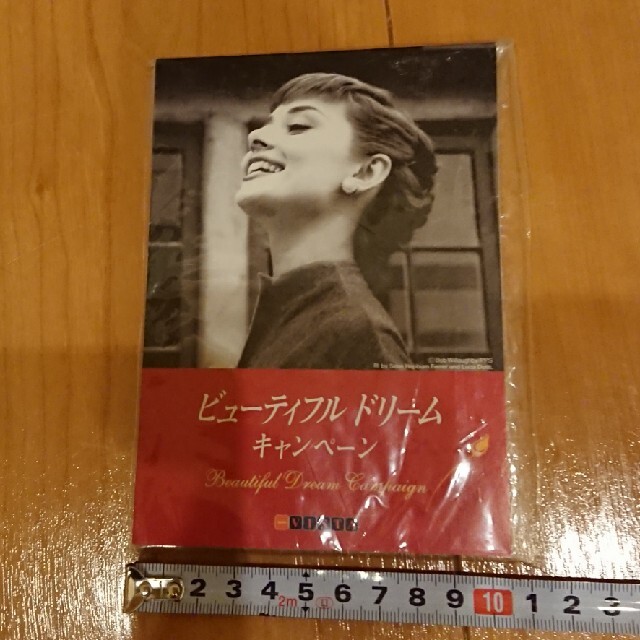 ビューティフル ドリーム
キャンペーン
Beautiful Dream Campaign
2 3 4 5 6 7 8 9 10 1 2 3
2m